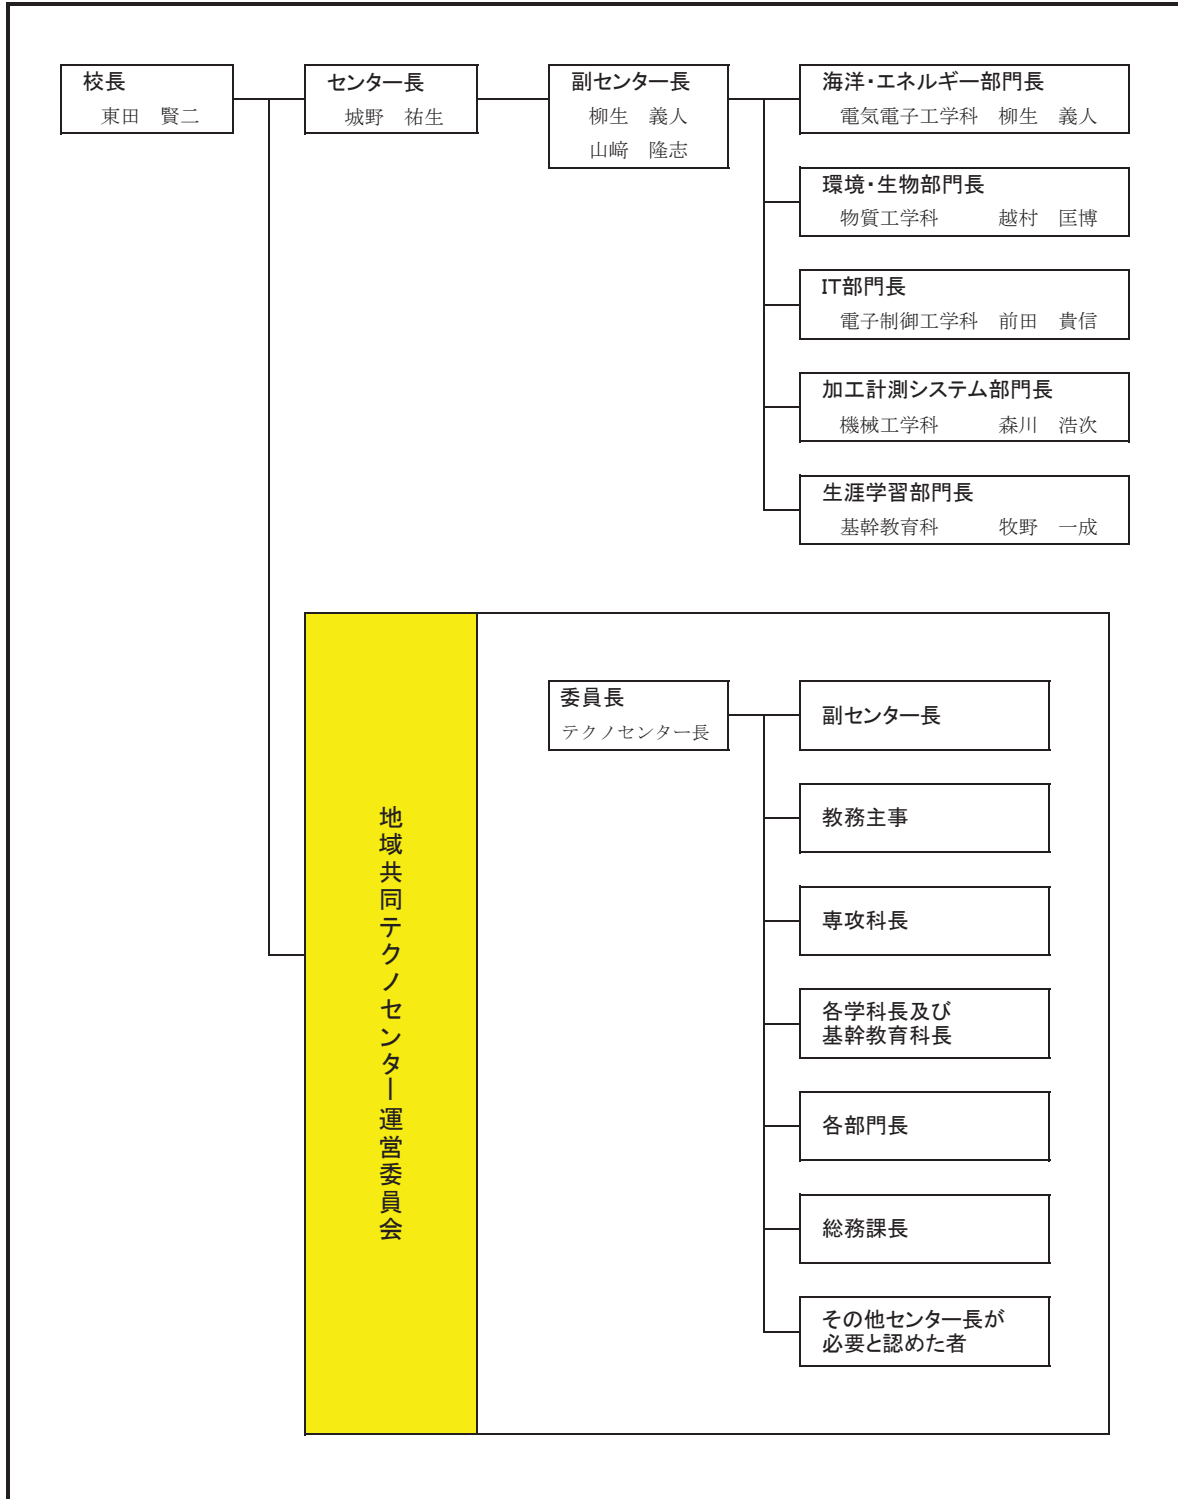 校長
東田　賢二
センター長
城野　祐生
副センター長
柳生　義人
山﨑　隆志
海洋・エネルギー部門長
電気電子工学科　柳生　義人
環境・生物部門長
物質工学科　　　越村　匡博
IT部門長
電子制御工学科　前田　貴信
加工計測システム部門長
機械工学科　　　森川　浩次
生涯学習部門長
基幹教育科　　　牧野　一成
地域共同テクノセンター運営委員会
委員長
テクノセンター長
副センター長
教務主事
専攻科長
各学科長及び
基幹教育科長
各部門長
総務課長
その他センター長が
必要と認めた者